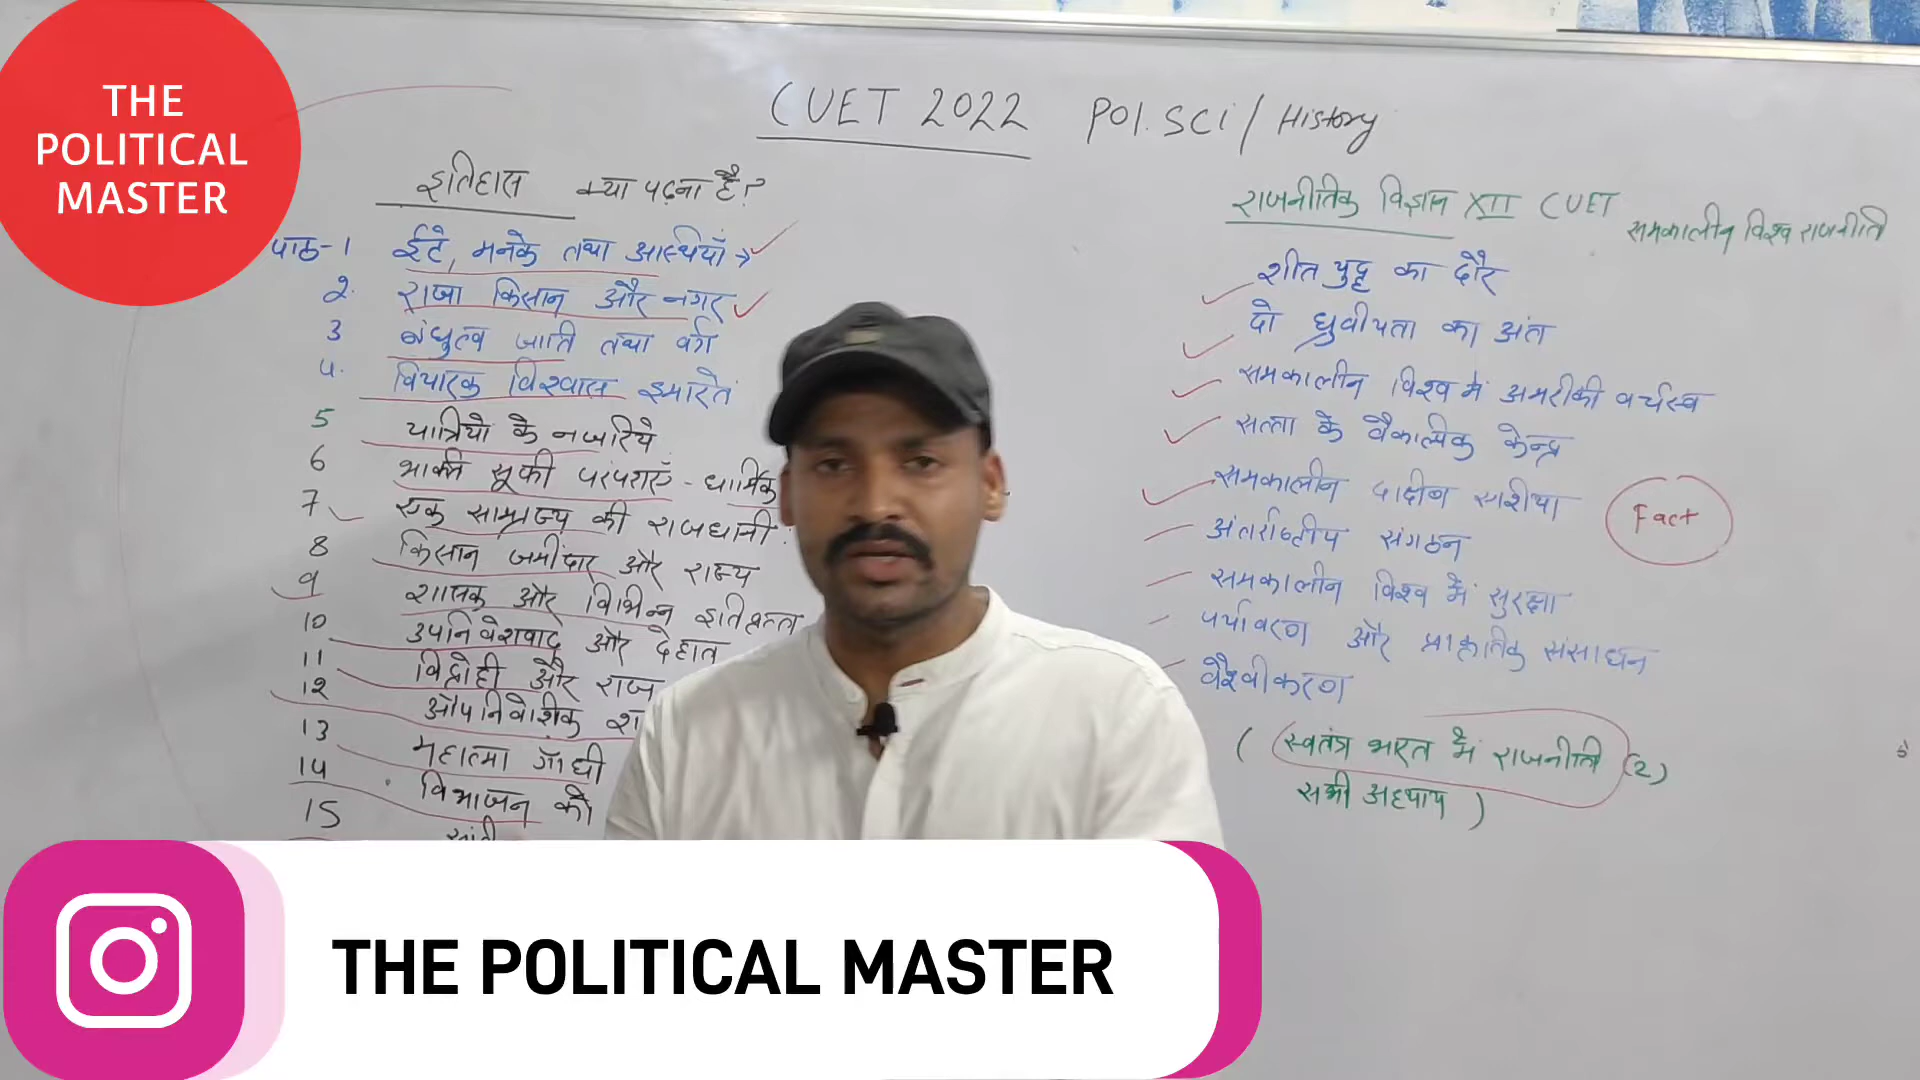 THE
POLITICAL
MASTER
CUET 2022 Pol. Sci / History
इतिहास क्या पढ़ना है?
पाठ-1 ईंटे, मनके तथा अस्थियाँ →
2. राजा किसान और नगर
3 बंधुत्व जाति तथा वर्ग
4. विचारक विश्वास इमारतें
5 यात्रियों के नजरिये
6 भक्ति सूफी परंपराएँ - धार्मिक
7 एक साम्राज्य की राजधानी :
8 किसान जमींदार और राज्य
9 शासक और विभिन्न इतिवृत्त
10 उपनिवेशवाद और देहात
11 विद्रोही और राज
12 औपनिवेशिक श
13 महात्मा गाँधी
14 विभाजन को
15
राजनीतिक विज्ञान XII CUET
समकालीन विश्व राजनीति
शीत युद्ध का दौर
दो ध्रुवीयता का अंत
समकालीन विश्व में अमरीकी वर्चस्व
सत्ता के वैकल्पिक केन्द्र
समकालीन दक्षिण एशिया
Fact
अंतर्राष्ट्रीय संगठन
समकालीन विश्व में सुरक्षा
पर्यावरण और प्राकृतिक संसाधन
वैश्वीकरण
( स्वतंत्र भारत में राजनीति (2)
सभी अध्याय )
THE POLITICAL MASTER